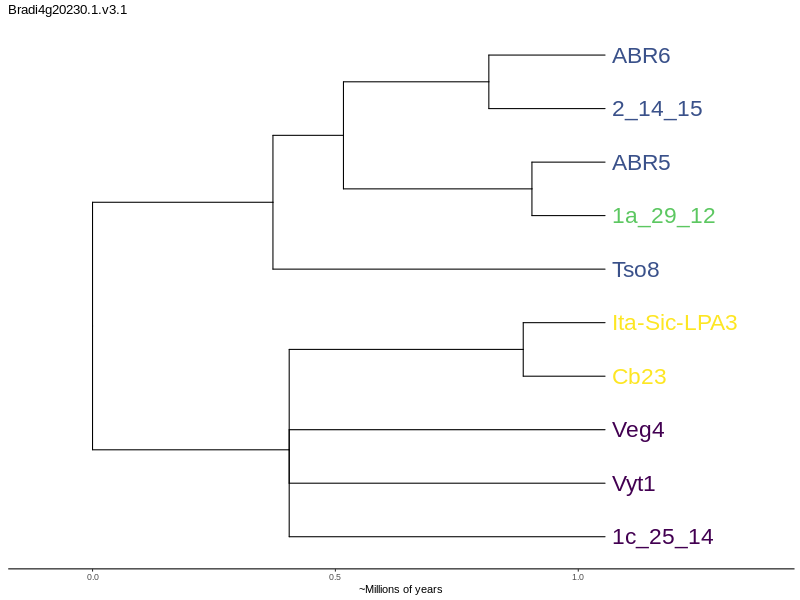 Bradi4g20230.1.v3.1
ABR6
2_14_15
ABR5
1a_29_12
Tso8
Ita-Sic-LPA3
Cb23
Veg4
Vyt1
1c_25_14
0.0 0.5 1.0
~Millions of years